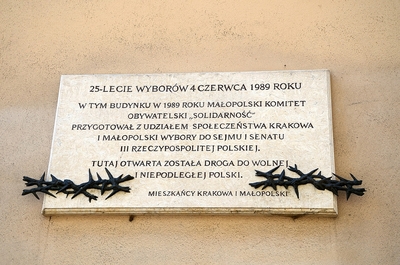 25-LECIE WYBORÓW 4 CZERWCA 1989 ROKU
W TYM BUDYNKU W 1989 ROKU MAŁOPOLSKI KOMITET
OBYWATELSKI „SOLIDARNOŚĆ"
PRZYGOTOWAŁ Z UDZIAŁEM SPOŁECZEŃSTWA KRAKOWA
I MAŁOPOLSKI WYBORY DO SEJMU I SENATU
III RZECZYPOSPOLITEJ POLSKIEJ.
TUTAJ OTWARTA ZOSTAŁA DROGA DO WOLNEJ
I NIEPODLEGŁEJ POLSKI.
MIESZKAŃCY KRAKOWA I MAŁOPOLSKI